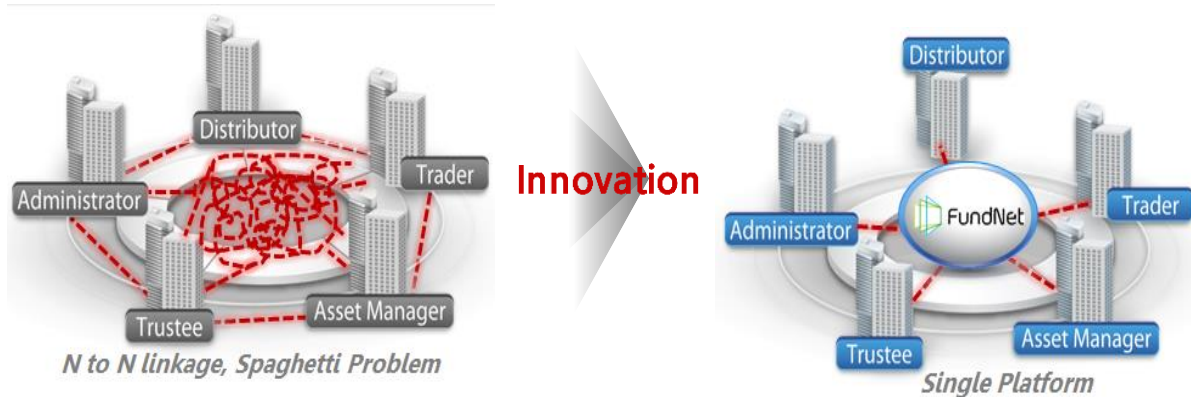 Distributor
Trader
Administrator
Asset Manager
Trustee
N to N linkage, Spaghetti Problem
Innovation
Distributor
FundNet
Trader
Administrator
Asset Manager
Trustee
Single Platform